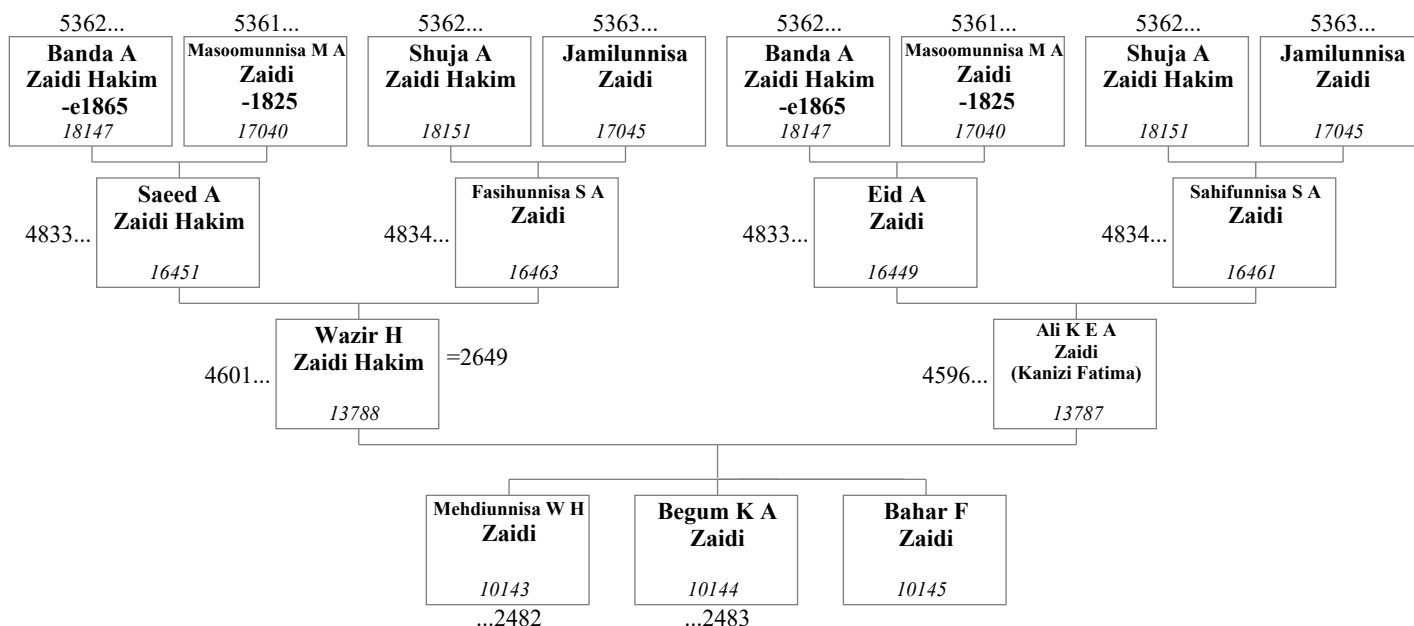 5362... 5361... 5362... 5363... 5362... 5361... 5362... 5363...
Banda A
Zaidi Hakim
-e1865
18147
Masoomunnisa M A
Zaidi
-1825
17040
Shuja A
Zaidi Hakim
18151
Jamilunnisa
Zaidi
17045
Banda A
Zaidi Hakim
-e1865
18147
Masoomunnisa M A
Zaidi
-1825
17040
Shuja A
Zaidi Hakim
18151
Jamilunnisa
Zaidi
17045
4833...
Saeed A
Zaidi Hakim
16451
4834...
Fasihunnisa S A
Zaidi
16463
4833...
Eid A
Zaidi
16449
4834...
Sahifunnisa S A
Zaidi
16461
4601...
Wazir H
Zaidi Hakim
13788
=2649
4596...
Ali K E A
Zaidi
(Kanizi Fatima)
13787
Mehdiunnisa W H
Zaidi
10143
...2482
Begum K A
Zaidi
10144
...2483
Bahar F
Zaidi
10145